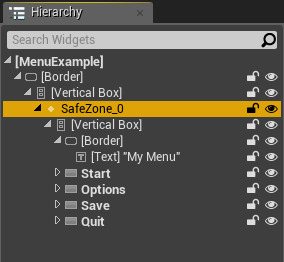 Hierarchy
Search Widgets
[MenuExample]
[Border]
[Vertical Box]
SafeZone_0
[Vertical Box]
[Border]
[Text] "My Menu"
Start
Options
Save
Quit